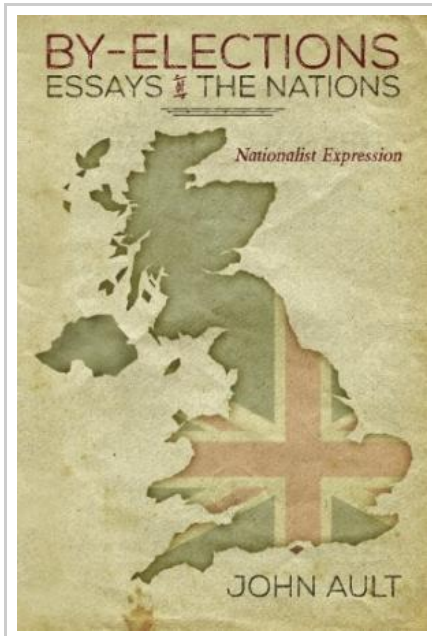 BY-ELECTIONS
ESSAYS THE NATIONS
Nationalist Expression
JOHN AULT